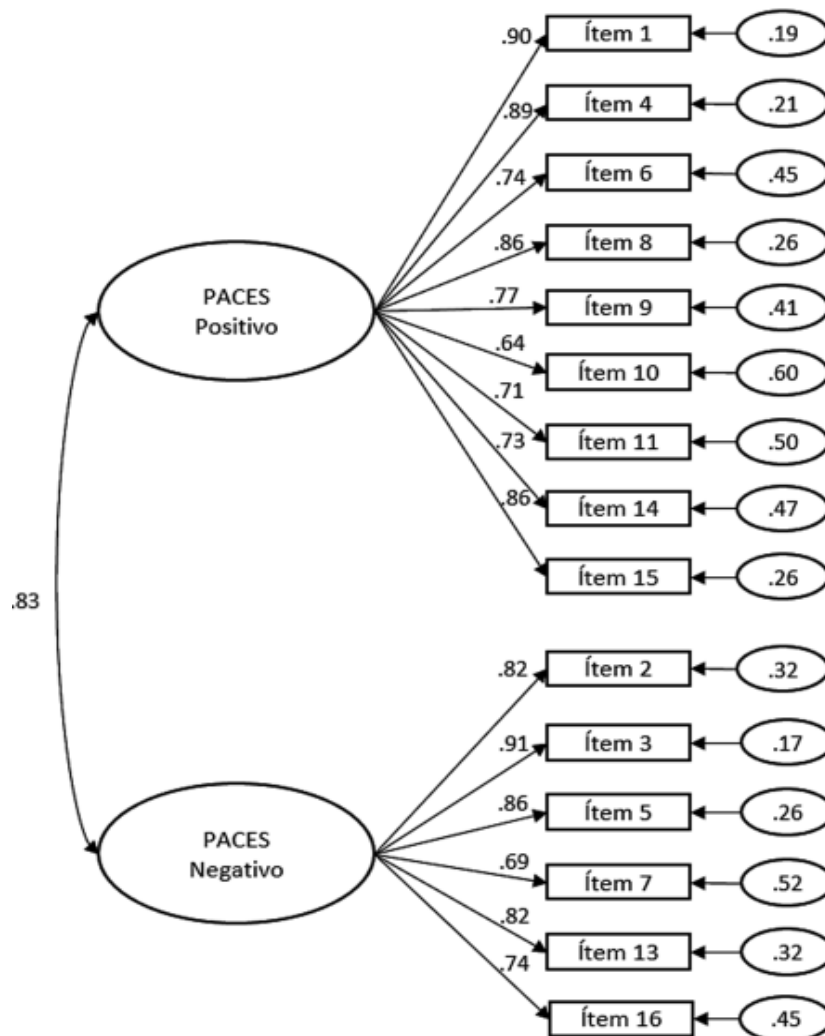 .90 Ítem 1 .19
.89 Ítem 4 .21
.74 Ítem 6 .45
.86 Ítem 8 .26
PACES
Positivo
.77 Ítem 9 .41
.64 Ítem 10 .60
.71 Ítem 11 .50
.73 Ítem 14 .47
.86 Ítem 15 .26
.83
.82 Ítem 2 .32
.91 Ítem 3 .17
.86 Ítem 5 .26
PACES
Negativo
.69 Ítem 7 .52
.82 Ítem 13 .32
.74 Ítem 16 .45